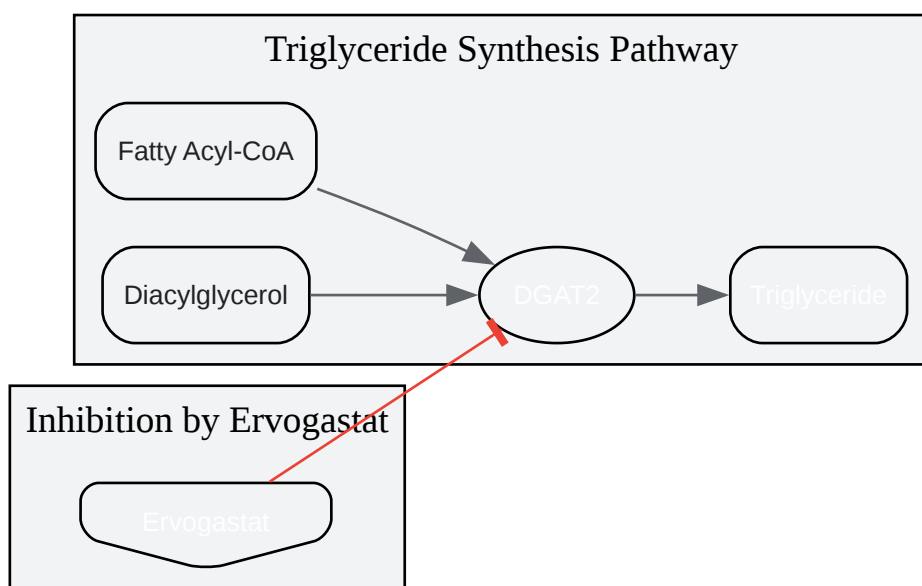 Triglyceride Synthesis Pathway
Fatty Acyl-CoA
Diacylglycerol
DGAT2
Triglyceride
Inhibition by Ervogastat
Ervogastat